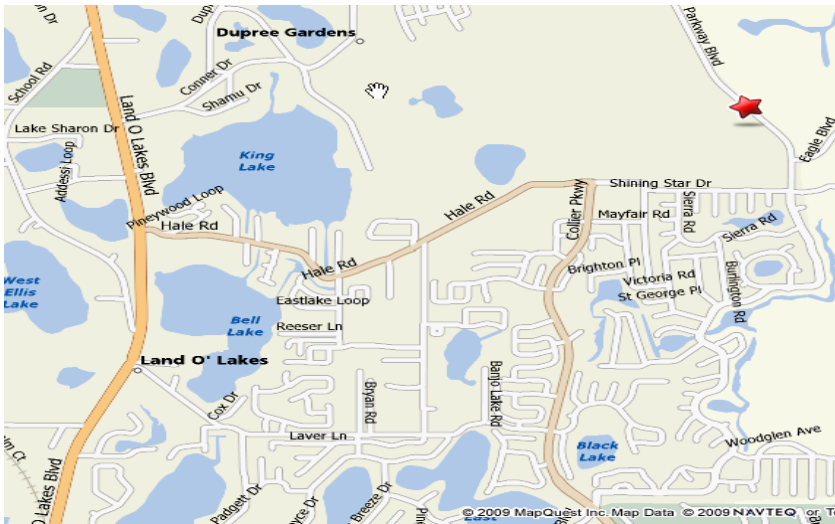 Dupree Gardens
Parkway Blvd
School Rd
Conner Dr
Shamu Dr
Land O Lakes Blvd
Lake Sharon Dr
Eagle Blvd
King
Lake
Addessi Loop
Pineywood Loop
Shining Star Dr
Hale Rd
Hale Rd
Collier Pkwy
Mayfair Rd
Sierra Rd
Sierra Rd
Hale Rd
Brighton Pl
Victoria Rd
St George Pl
Burlington Rd
West
Ellis
Lake
Eastlake Loop
Bell
Lake
Reeser Ln
Land O' Lakes
Bryan Rd
Banjo Lake Rd
Cox Dr
Laver Ln
Black
Lake
Woodglen Ave
O Lakes Blvd
Padgett Dr
Breeze Dr
East
© 2009 MapQuest Inc. Map Data © 2009 NAVTEQ, or T